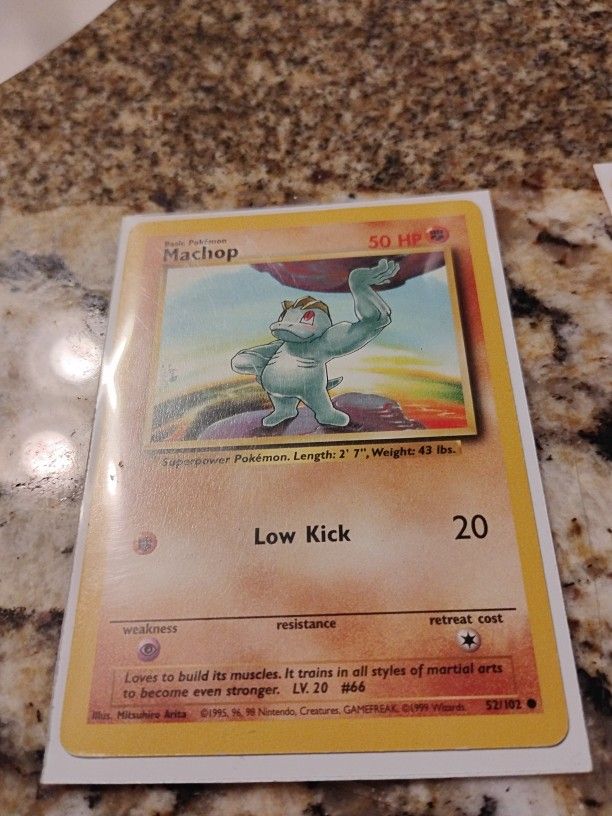 Basic Pokémon
Machop 50 HP
Superpower Pokémon. Length: 2' 7", Weight: 43 lbs.
Low Kick 20
weakness resistance retreat cost
Loves to build its muscles. It trains in all styles of martial arts
to become even stronger. LV. 20 #66
Illus. Mitsuhiro Arita ©1995, 96, 98 Nintendo, Creatures, GAMEFREAK. ©1999 Wizards. 52/102